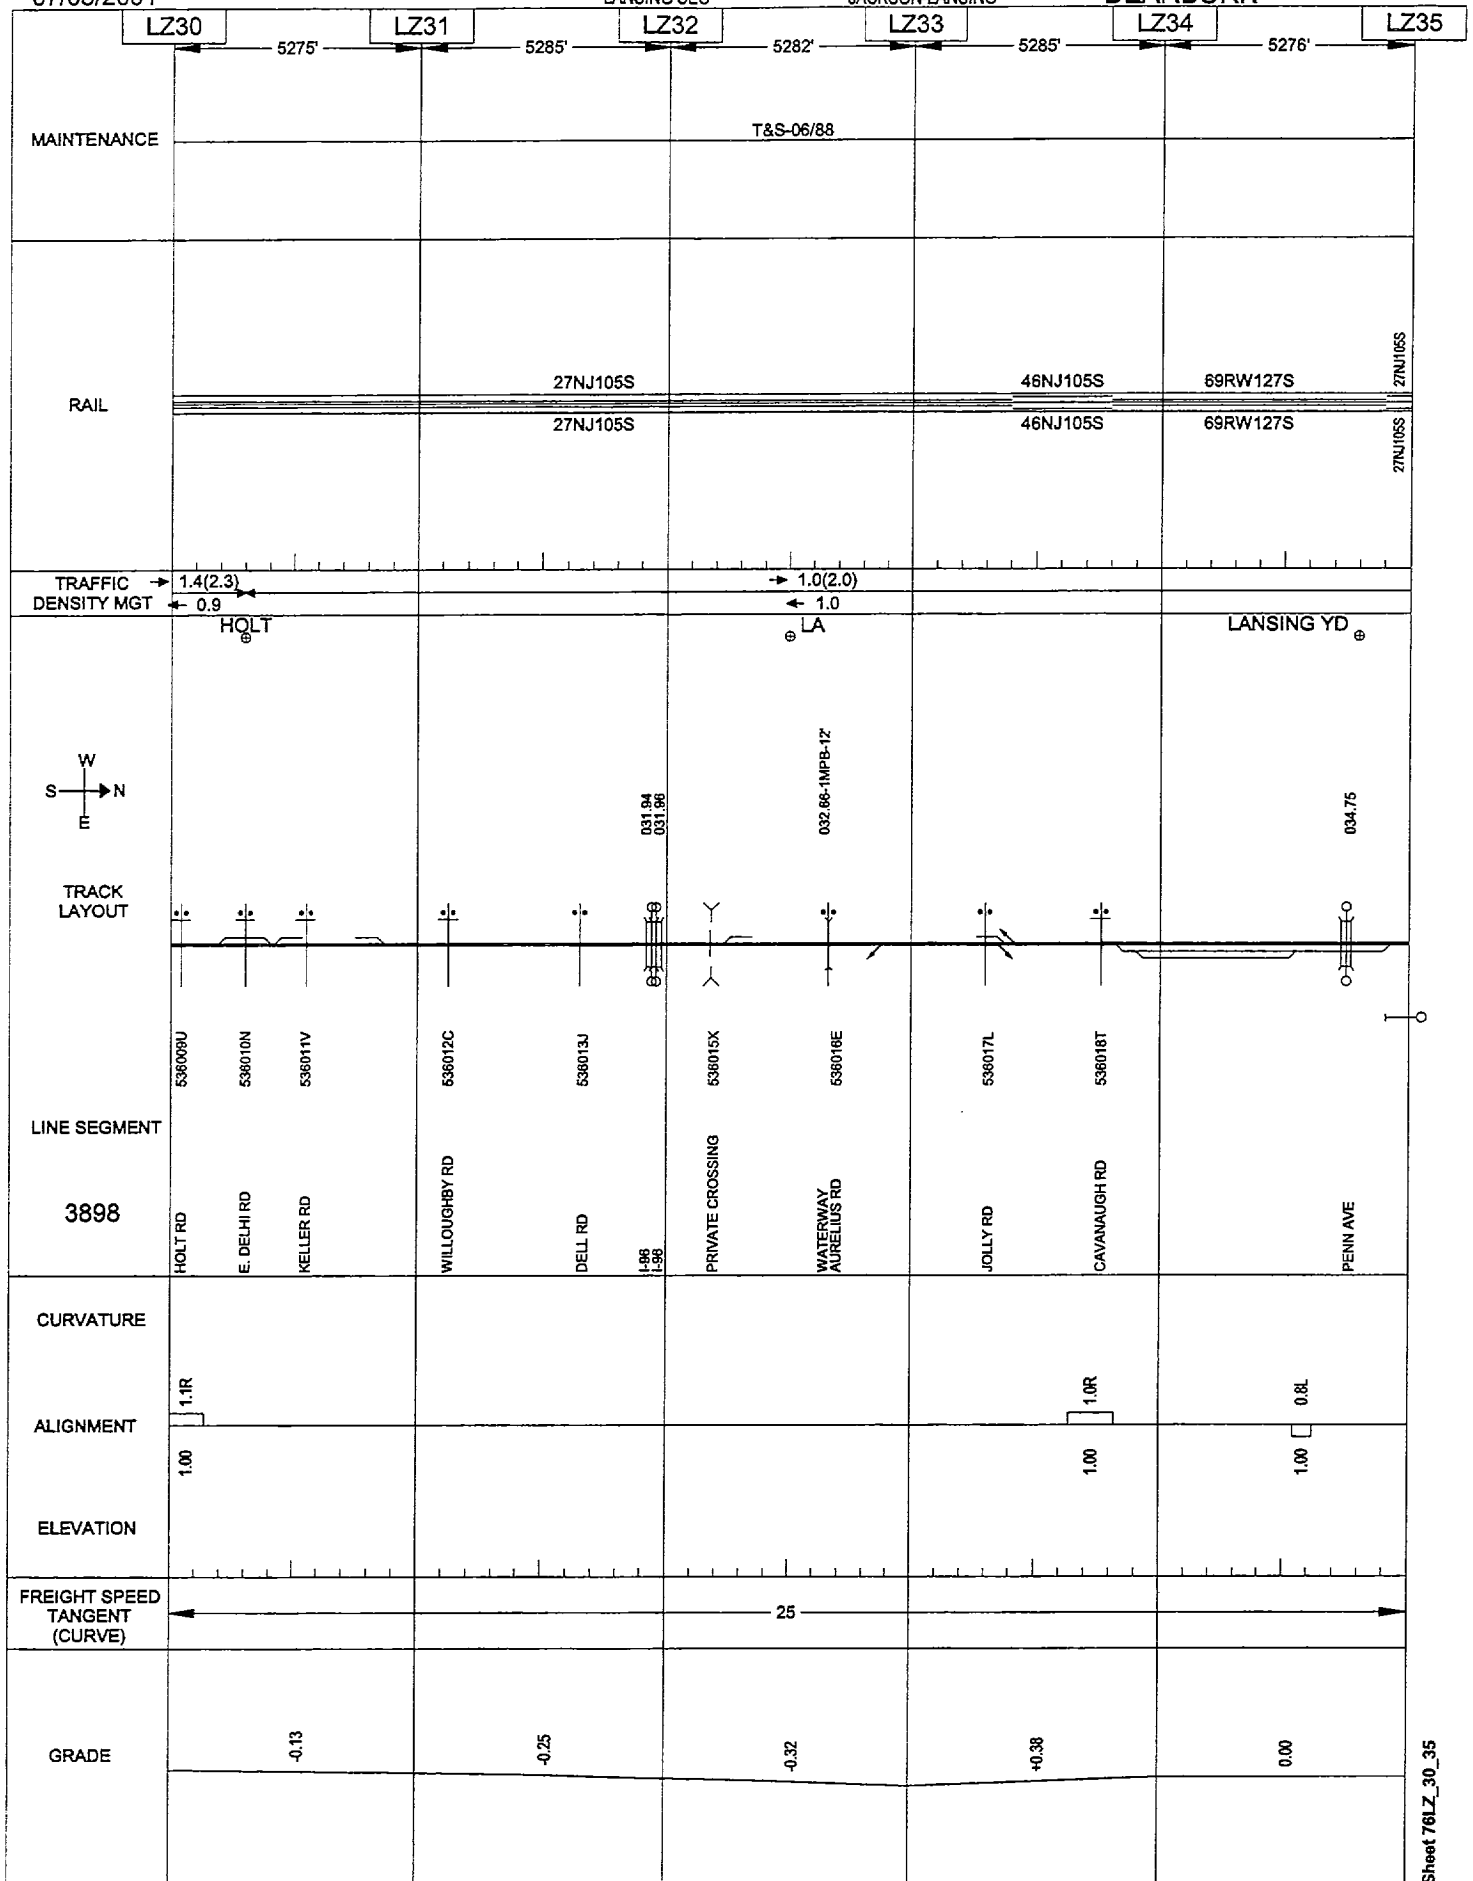 LZ30 LZ31 LZ32 LZ33 LZ34 LZ35
5275' 5285' 5282' 5285' 5276'
MAINTENANCE
T&S-06/88
RAIL
27NJ105S 46NJ105S 69RW127S 27NJ105S
27NJ105S 46NJ105S 69RW127S 27NJ105S
TRAFFIC
DENSITY MGT
1.4(2.3) 1.0(2.0)
0.9 1.0
HOLT LA LANSING YD
W
S N
E
031.94
031.96
032.66-1MPB-12'
034.75
TRACK
LAYOUT
536009U
536010N
536011V
536012C
536013J
536015X
536016E
536017L
536018T
LINE SEGMENT
3898
HOLT RD
E. DELHI RD
KELLER RD
WILLOUGHBY RD
DELL RD
I-96
I-96
PRIVATE CROSSING
WATERWAY
AURELIUS RD
JOLLY RD
CAVANAUGH RD
PENN AVE
CURVATURE
1.1R 1.0R 0.8L
ALIGNMENT
1.00 1.00 1.00
ELEVATION
FREIGHT SPEED
TANGENT
(CURVE)
25
GRADE
-0.13 -0.25 -0.32 +0.38 0.00
Sheet 76LZ_30_35